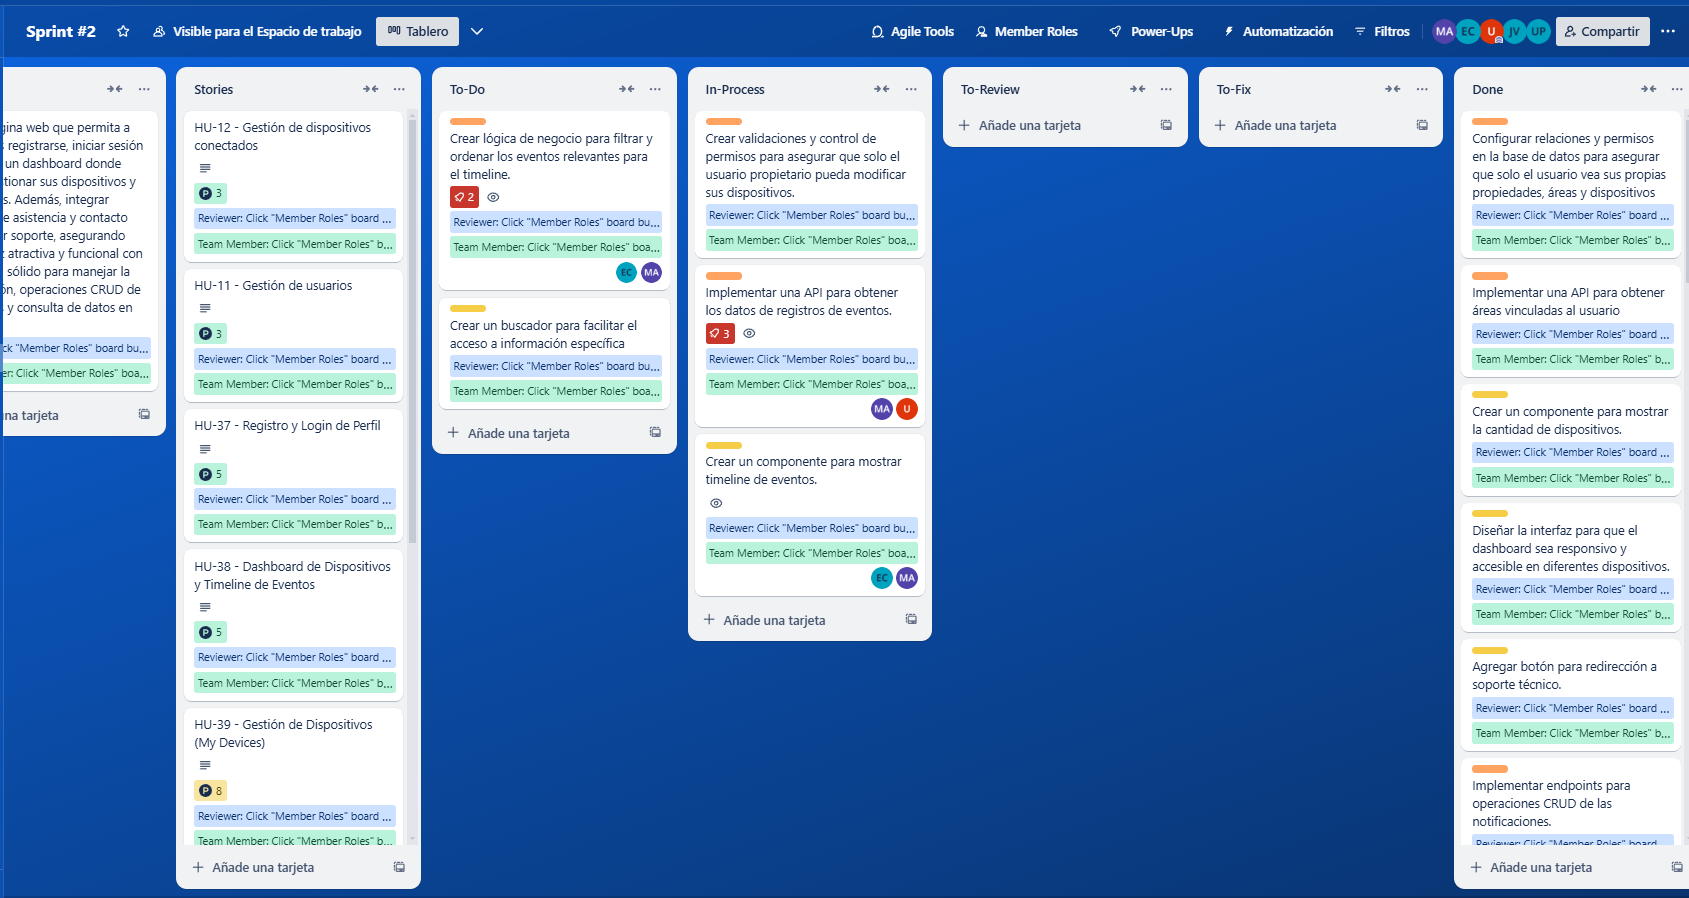 Sprint #2
Visible para el Espacio de trabajo
Tablero
Agile Tools
Member Roles
Power-Ups
Automatización
Filtros
MA
EC
U
JV
UP
Compartir
gina web que permita a
registrarse, iniciar sesión
un dashboard donde
tionar sus dispositivos y
s. Además, integrar
e asistencia y contacto
r soporte, asegurando
z atractiva y funcional con
sólido para manejar la
ón, operaciones CRUD de
y consulta de datos en
ck "Member Roles" board bu...
er: Click "Member Roles" boa...
una tarjeta
Stories
HU-12 - Gestión de dispositivos
conectados
P 3
Reviewer: Click "Member Roles" board ...
Team Member: Click "Member Roles" b...
HU-11 - Gestión de usuarios
P 3
Reviewer: Click "Member Roles" board ...
Team Member: Click "Member Roles" b...
HU-37 - Registro y Login de Perfil
P 5
Reviewer: Click "Member Roles" board ...
Team Member: Click "Member Roles" b...
HU-38 - Dashboard de Dispositivos
y Timeline de Eventos
P 5
Reviewer: Click "Member Roles" board ...
Team Member: Click "Member Roles" b...
HU-39 - Gestión de Dispositivos
(My Devices)
P 8
Reviewer: Click "Member Roles" board ...
Team Member: Click "Member Roles" b...
Añade una tarjeta
To-Do
Crear lógica de negocio para filtrar y
ordenar los eventos relevantes para
el timeline.
2
Reviewer: Click "Member Roles" board bu...
Team Member: Click "Member Roles" boa...
EC MA
Crear un buscador para facilitar el
acceso a información específica
Reviewer: Click "Member Roles" board bu...
Team Member: Click "Member Roles" boa...
Añade una tarjeta
In-Process
Crear validaciones y control de
permisos para asegurar que solo el
usuario propietario pueda modificar
sus dispositivos.
Reviewer: Click "Member Roles" board bu...
Team Member: Click "Member Roles" boa...
Implementar una API para obtener
los datos de registros de eventos.
3
Reviewer: Click "Member Roles" board bu...
Team Member: Click "Member Roles" boa...
MA U
Crear un componente para mostrar
timeline de eventos.
Reviewer: Click "Member Roles" board bu...
Team Member: Click "Member Roles" boa...
EC MA
Añade una tarjeta
To-Review
Añade una tarjeta
To-Fix
Añade una tarjeta
Done
Configurar relaciones y permisos
en la base de datos para asegurar
que solo el usuario vea sus propias
propiedades, áreas y dispositivos
Reviewer: Click "Member Roles" board ...
Team Member: Click "Member Roles" b...
Implementar una API para obtener
áreas vinculadas al usuario
Reviewer: Click "Member Roles" board ...
Team Member: Click "Member Roles" b...
Crear un componente para mostrar
la cantidad de dispositivos.
Reviewer: Click "Member Roles" board ...
Team Member: Click "Member Roles" b...
Diseñar la interfaz para que el
dashboard sea responsivo y
accesible en diferentes dispositivos.
Reviewer: Click "Member Roles" board ...
Team Member: Click "Member Roles" b...
Agregar botón para redirección a
soporte técnico.
Reviewer: Click "Member Roles" board ...
Team Member: Click "Member Roles" b...
Implementar endpoints para
operaciones CRUD de las
notificaciones.
Reviewer: Click "Member Roles" board ...
Añade una tarjeta